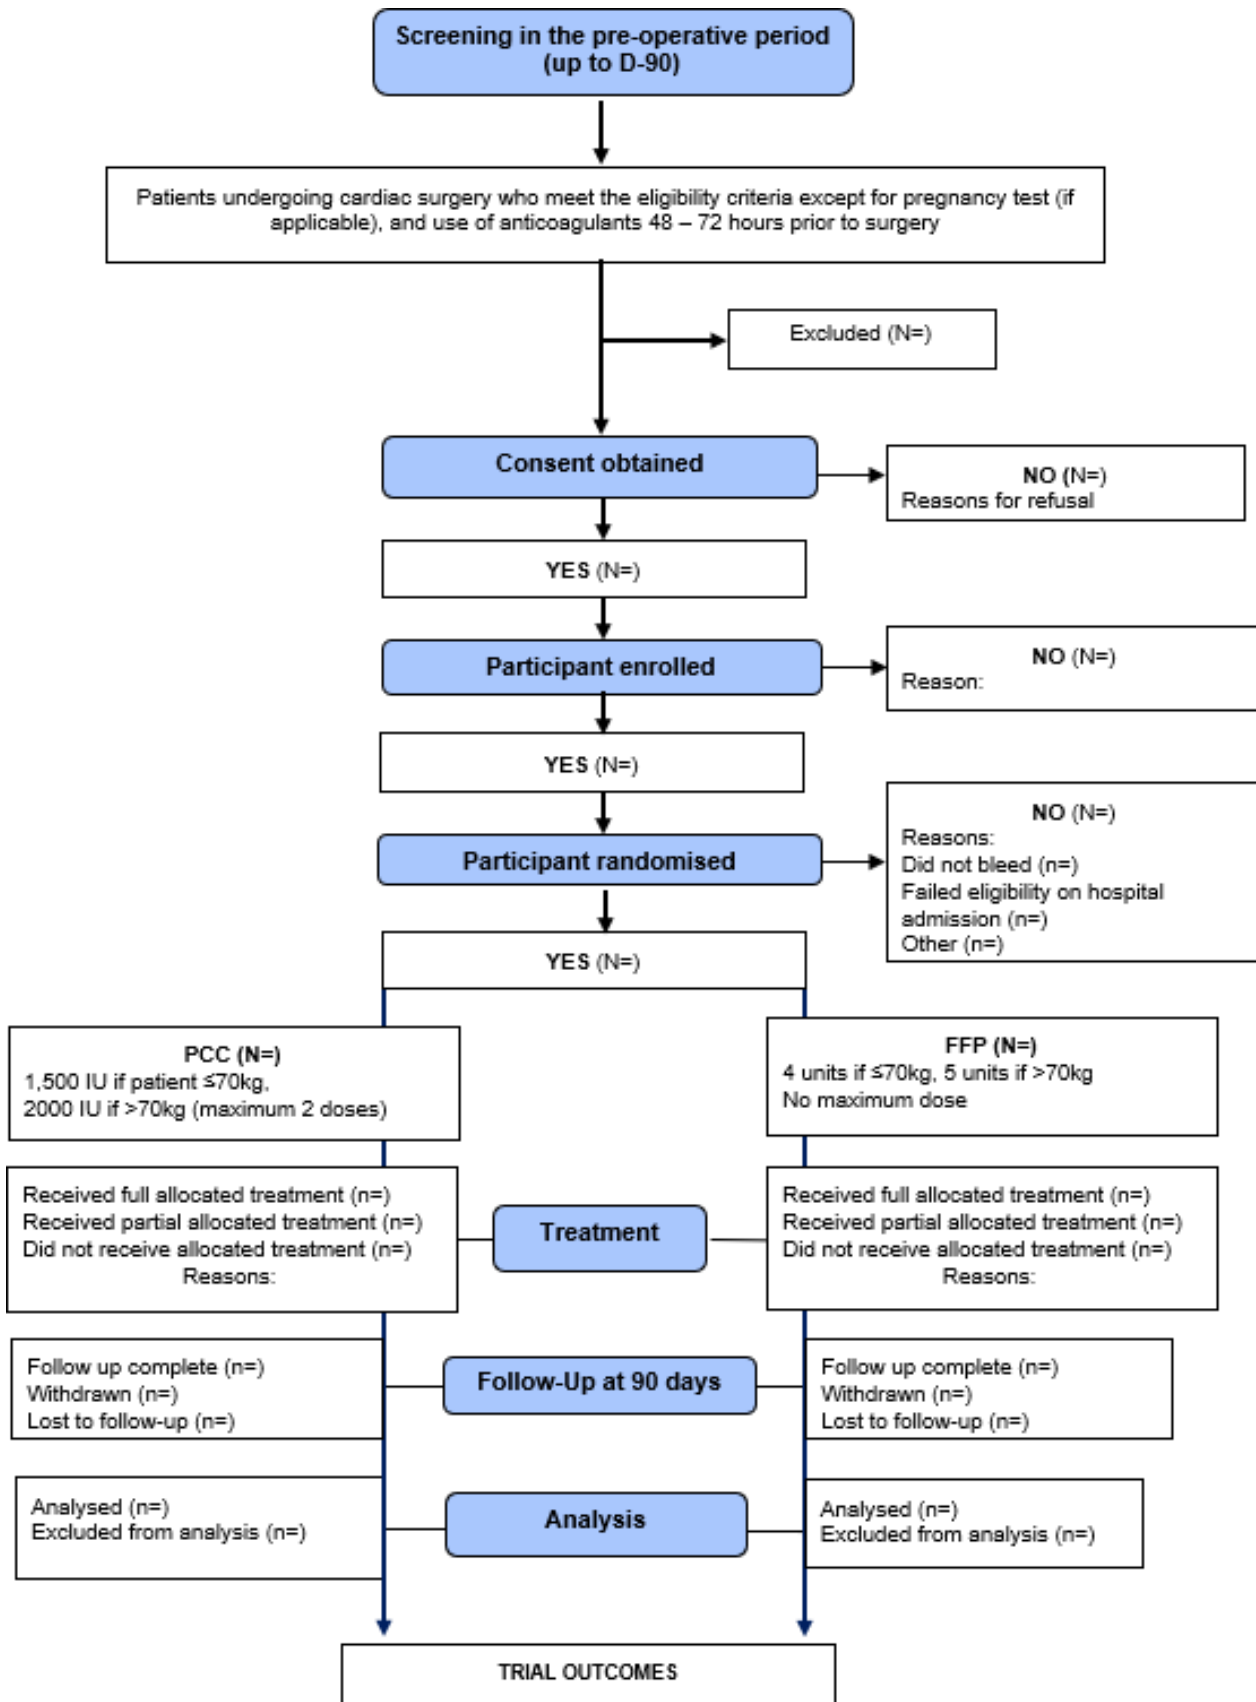 Screening in the pre-operative period
(up to D-90)
Patients undergoing cardiac surgery who meet the eligibility criteria except for pregnancy test (if
applicable), and use of anticoagulants 48 – 72 hours prior to surgery
Excluded (N=)
Consent obtained
NO (N=)
Reasons for refusal
YES (N=)
Participant enrolled
NO (N=)
Reason:
YES (N=)
Participant randomised
NO (N=)
Reasons:
Did not bleed (n=)
Failed eligibility on hospital
admission (n=)
Other (n=)
YES (N=)
PCC (N=)
1,500 IU if patient ≤70kg,
2000 IU if >70kg (maximum 2 doses)
FFP (N=)
4 units if ≤70kg, 5 units if >70kg
No maximum dose
Received full allocated treatment (n=)
Received partial allocated treatment (n=)
Did not receive allocated treatment (n=)
Reasons:
Treatment
Received full allocated treatment (n=)
Received partial allocated treatment (n=)
Did not receive allocated treatment (n=)
Reasons:
Follow up complete (n=)
Withdrawn (n=)
Lost to follow-up (n=)
Follow-Up at 90 days
Follow up complete (n=)
Withdrawn (n=)
Lost to follow-up (n=)
Analysed (n=)
Excluded from analysis (n=)
Analysis
Analysed (n=)
Excluded from analysis (n=)
TRIAL OUTCOMES